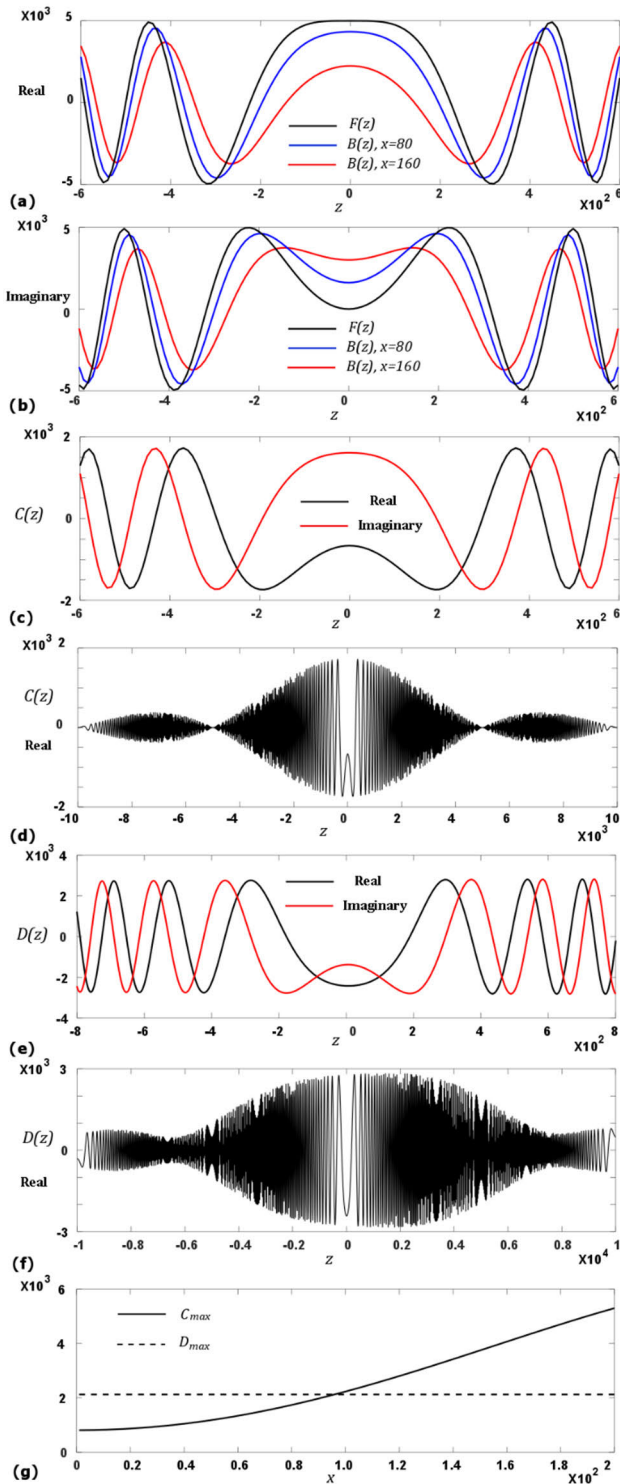 X10³
5
Real
0
F(z)
B(z), x=80
B(z), x=160
-5
-6 -4 -2 0 2 4 6
z
X10²
(a)
X10³
5
Imaginary
0
F(z)
B(z), x=80
B(z), x=160
-5
-6 -4 -2 0 2 4 6
z
X10²
(b)
X10³
2
C(z)
0
Real
Imaginary
-2
-6 -4 -2 0 2 4 6
z
X10²
(c)
X10³
2
C(z)
0
Real
-2
-10 -8 -6 -4 -2 0 2 4 6 8 10
z
X10³
(d)
X10³
4
Real
2
Imaginary
D(z)
0
-2
-4
-8 -6 -4 -2 0 2 4 6 8
z
X10²
(e)
X10³
3
D(z)
0
Real
-3
-1 -0.8 -0.6 -0.4 -0.2 0 0.2 0.4 0.6 0.8 1
z
X10⁴
(f)
X10³
6
Cmax
4
Dmax
2
0
0 0.2 0.4 0.6 0.8 1.0 1.2 1.4 1.6 1.8 2
x
X10²
(g)